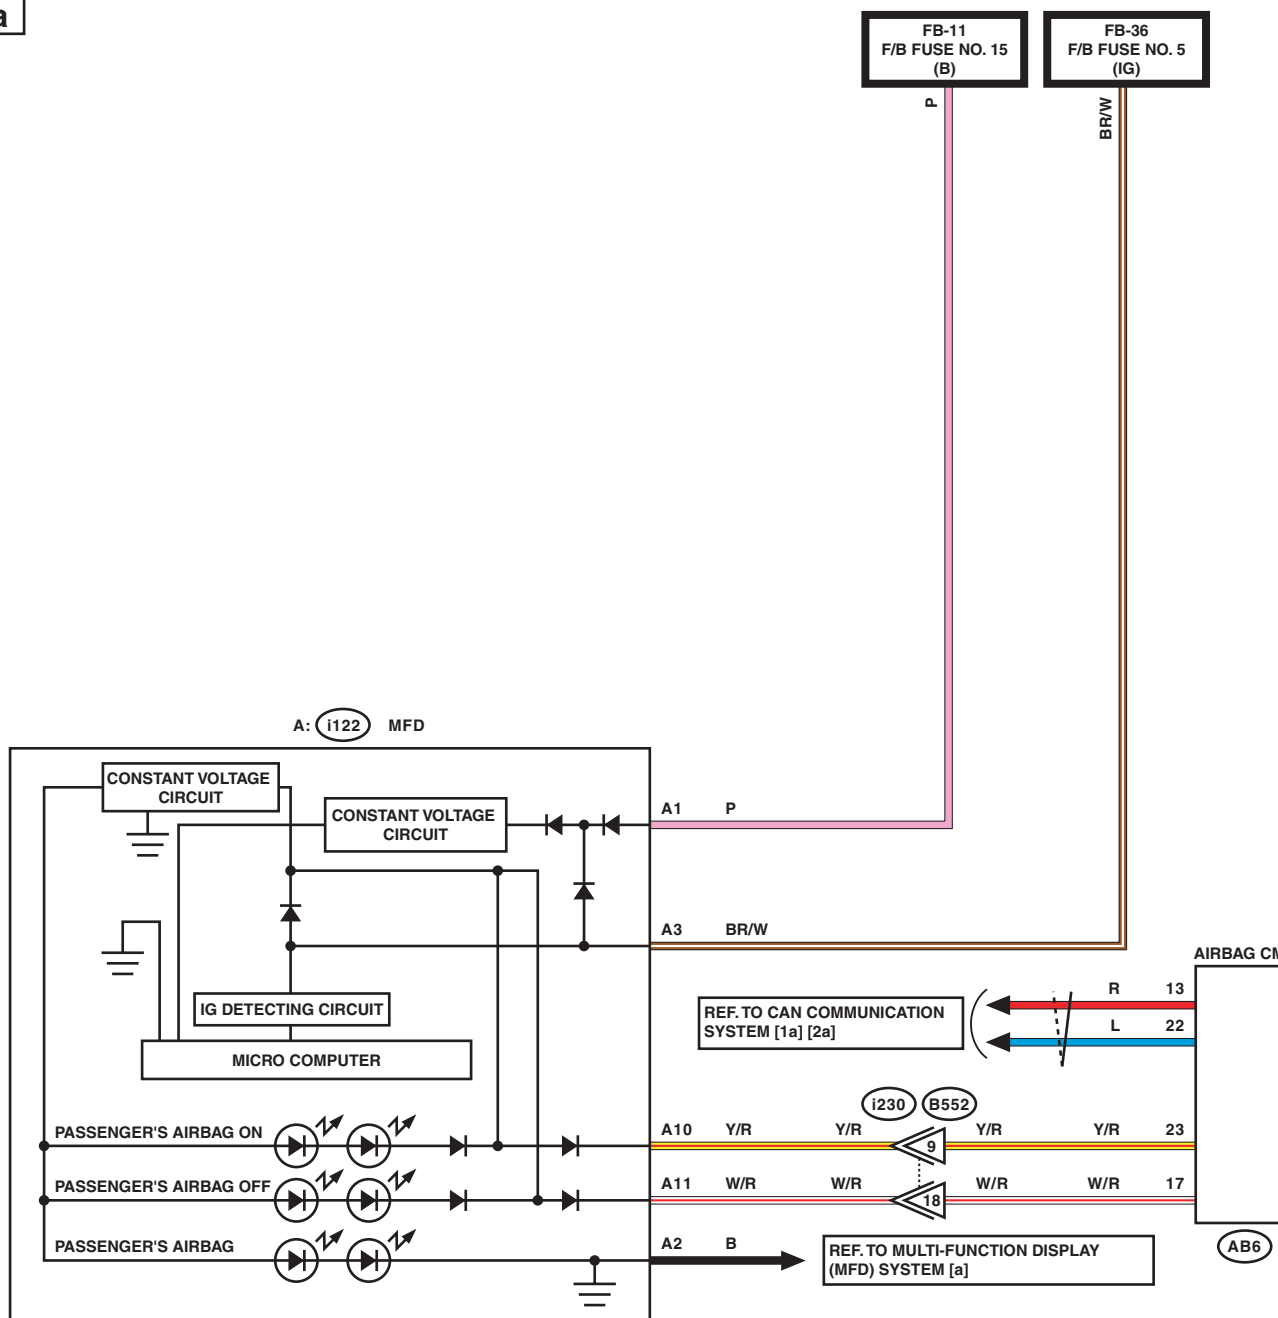 a
FB-11
F/B FUSE NO. 15
(B)
FB-36
F/B FUSE NO. 5
(IG)
P
BR/W
A: i122 MFD
CONSTANT VOLTAGE
CIRCUIT
CONSTANT VOLTAGE
CIRCUIT
A1 P
A3 BR/W
IG DETECTING CIRCUIT
MICRO COMPUTER
AIRBAG CM
REF. TO CAN COMMUNICATION
SYSTEM [1a] [2a]
R 13
L 22
i230 B552
PASSENGER'S AIRBAG ON
A10 Y/R Y/R 9 Y/R Y/R 23
PASSENGER'S AIRBAG OFF
A11 W/R W/R 18 W/R W/R 17
PASSENGER'S AIRBAG
A2 B
REF. TO MULTI-FUNCTION DISPLAY
(MFD) SYSTEM [a]
AB6